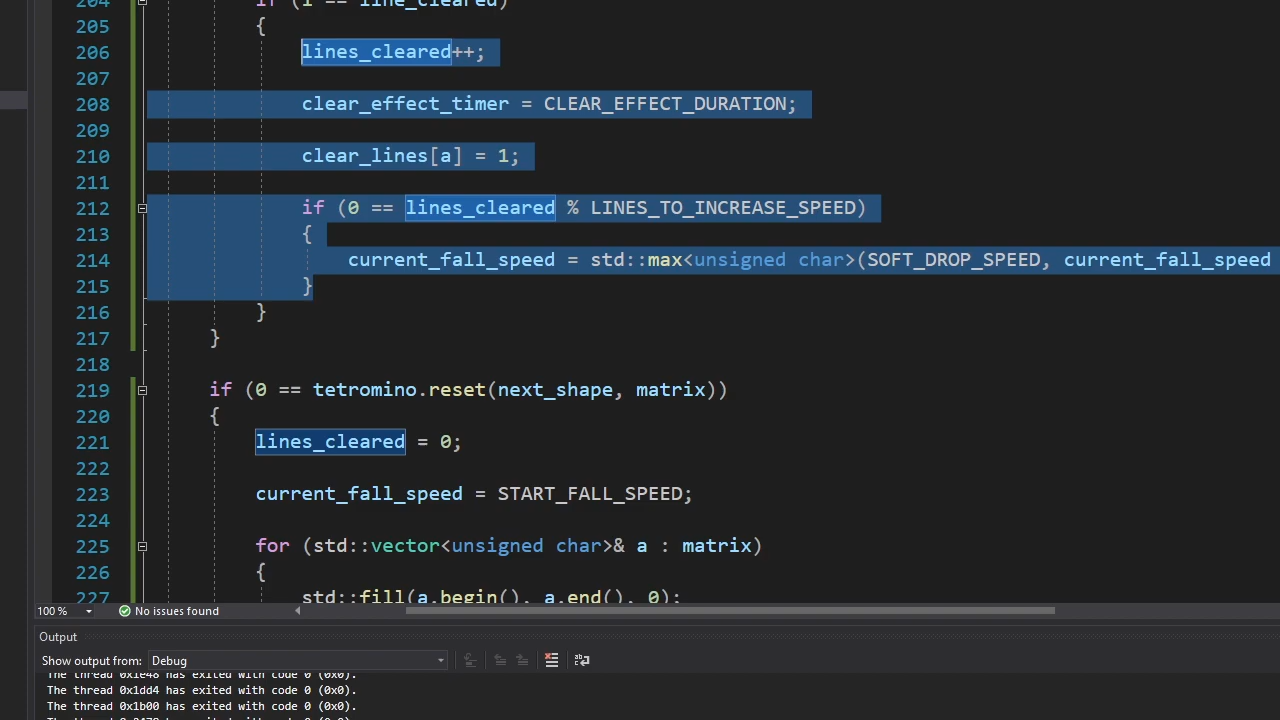 204 if (1 == line_cleared)
205 {
206 lines_cleared++;
207
208 clear_effect_timer = CLEAR_EFFECT_DURATION;
209
210 clear_lines[a] = 1;
211
212 if (0 == lines_cleared % LINES_TO_INCREASE_SPEED)
213 {
214 current_fall_speed = std::max<unsigned char>(SOFT_DROP_SPEED, current_fall_speed
215 }
216 }
217 }
218
219 if (0 == tetromino.reset(next_shape, matrix))
220 {
221 lines_cleared = 0;
222
223 current_fall_speed = START_FALL_SPEED;
224
225 for (std::vector<unsigned char>& a : matrix)
226 {
227 std::fill(a.begin(), a.end(), 0);
100 % No issues found
Output
Show output from: Debug
The thread 0x1e48 has exited with code 0 (0x0).
The thread 0x1dd4 has exited with code 0 (0x0).
The thread 0x1b00 has exited with code 0 (0x0).